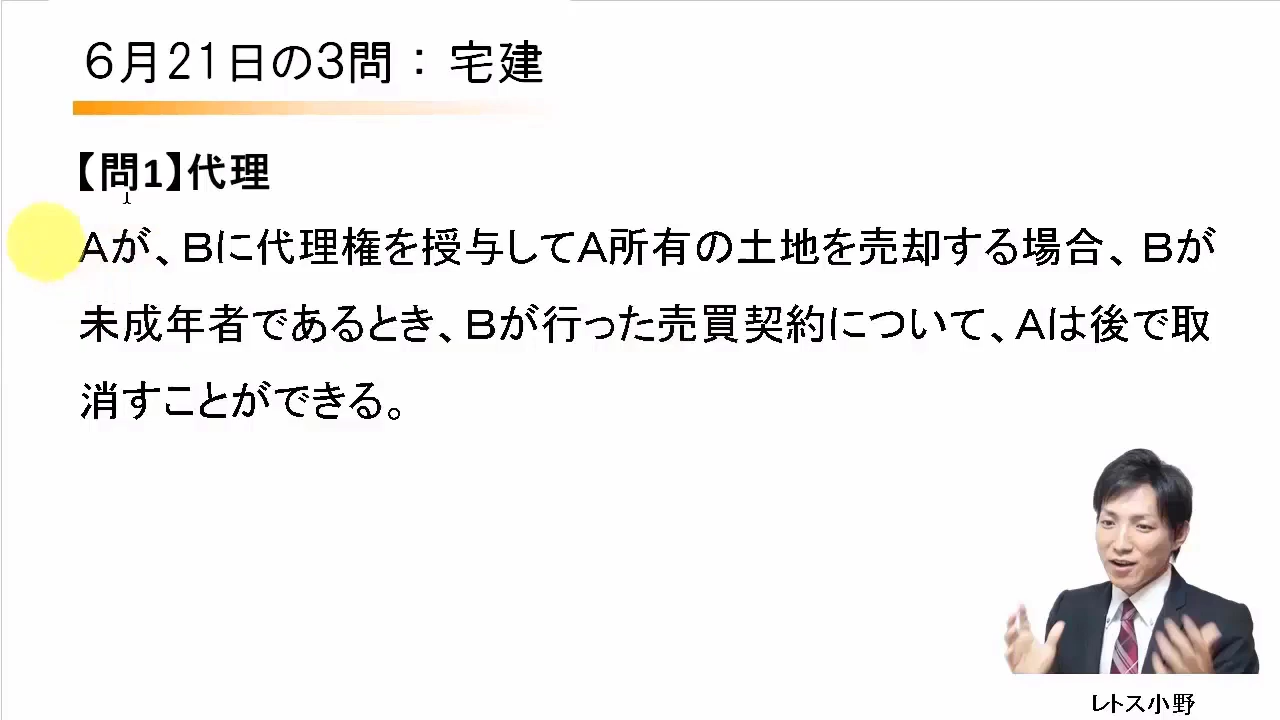 ６月21日の３問：宅建
【問1】代理
Ａが、Ｂに代理権を授与してＡ所有の土地を売却する場合、Ｂが
未成年者であるとき、Ｂが行った売買契約について、Ａは後で取
消すことができる。
レトス小野